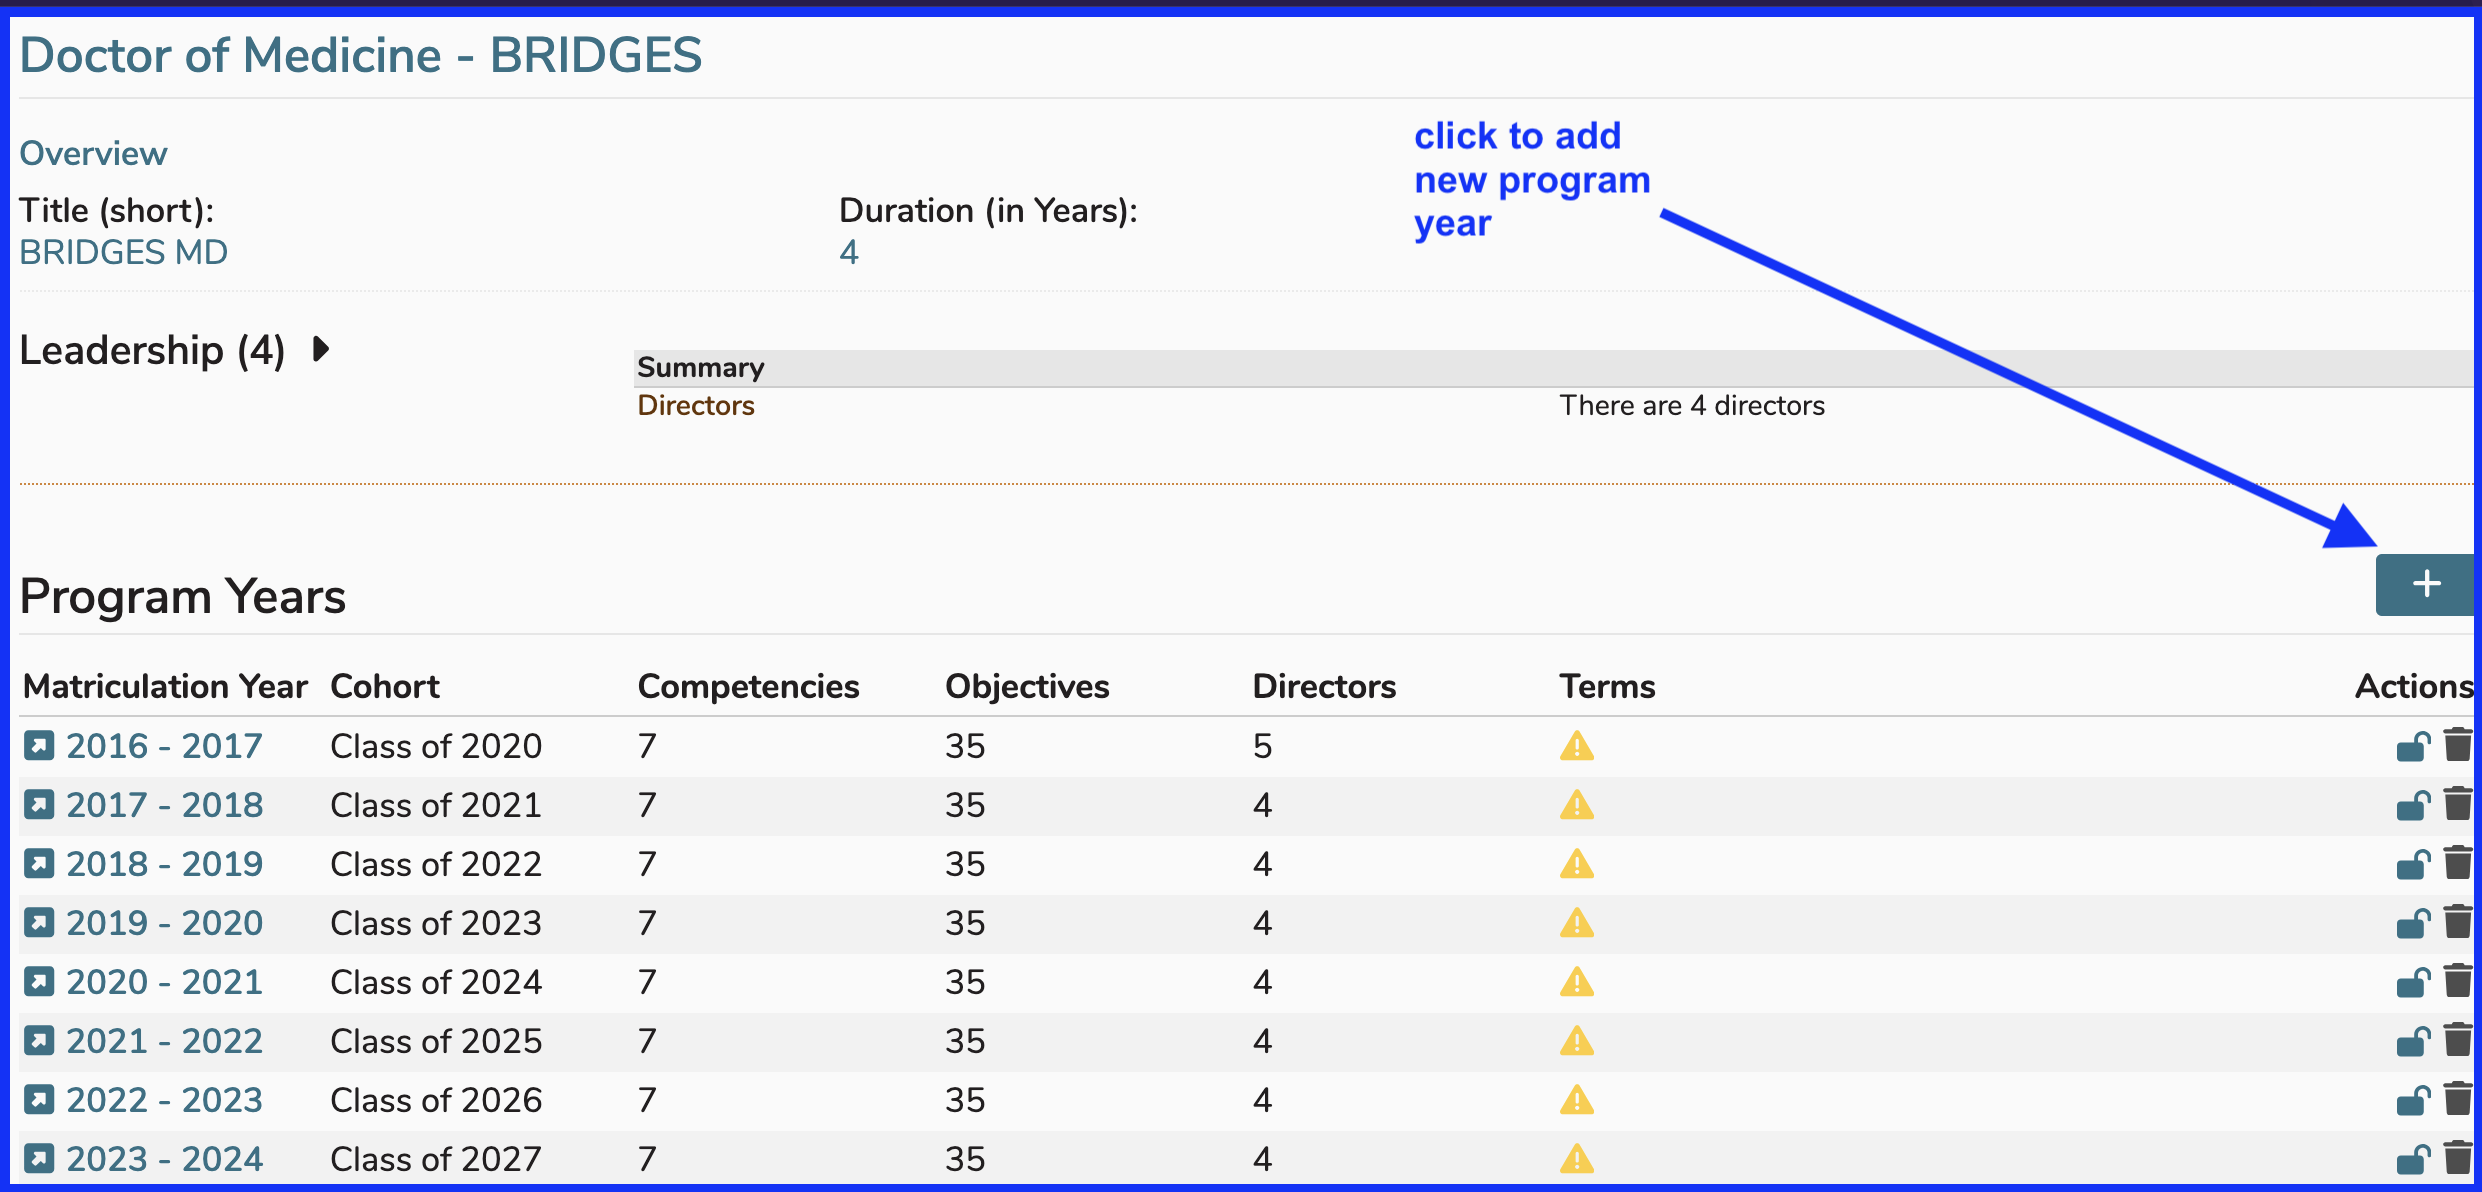 Doctor of Medicine - BRIDGES
Overview
click to add
new program
year
Title (short):
BRIDGES MD
Duration (in Years):
4
Leadership (4)
Summary
Directors There are 4 directors
Program Years
+
Matriculation Year Cohort Competencies Objectives Directors Terms Actions
2016 - 2017 Class of 2020 7 35 5
2017 - 2018 Class of 2021 7 35 4
2018 - 2019 Class of 2022 7 35 4
2019 - 2020 Class of 2023 7 35 4
2020 - 2021 Class of 2024 7 35 4
2021 - 2022 Class of 2025 7 35 4
2022 - 2023 Class of 2026 7 35 4
2023 - 2024 Class of 2027 7 35 4